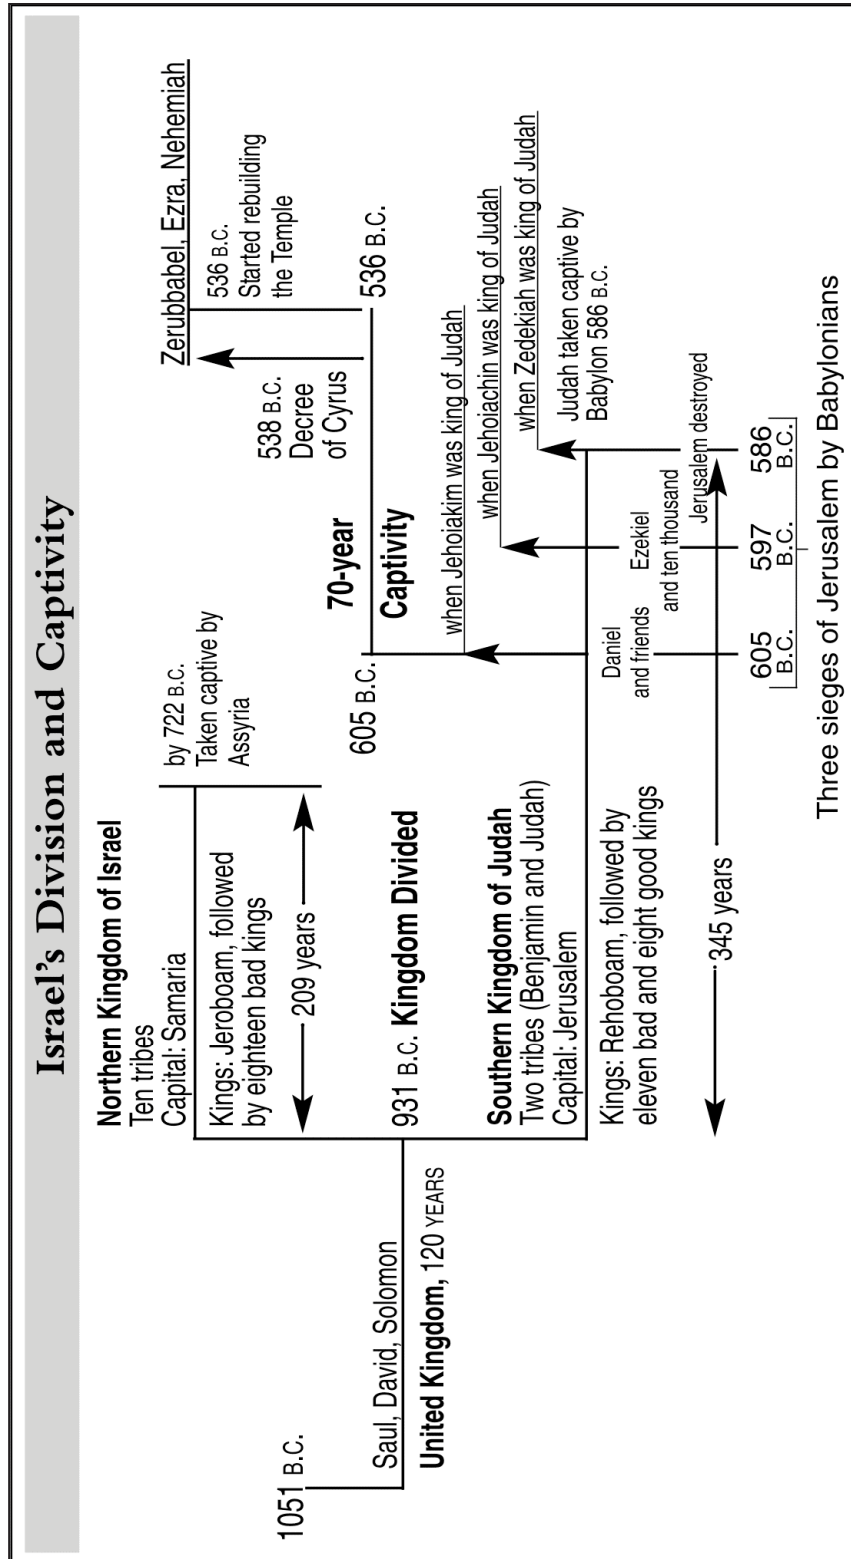 Israel's Division and Captivity
1051 B.C.
Saul, David, Solomon
United Kingdom, 120 YEARS
Northern Kingdom of Israel
Ten tribes
Capital: Samaria
Kings: Jeroboam, followed
by eighteen bad kings
209 years
by 722 B.C.
Taken captive by
Assyria
931 B.C. Kingdom Divided
Southern Kingdom of Judah
Two tribes (Benjamin and Judah)
Capital: Jerusalem
Kings: Rehoboam, followed by
eleven bad and eight good kings
345 years
605 B.C.
70-year
Captivity
538 B.C.
Decree
of Cyrus
Zerubbabel, Ezra, Nehemiah
536 B.C.
Started rebuilding
the Temple
536 B.C.
when Jehoiakim was king of Judah
when Jehoiachin was king of Judah
when Zedekiah was king of Judah
Judah taken captive by
Babylon 586 B.C.
Daniel
and friends
Ezekiel
and ten thousand
Jerusalem destroyed
605
B.C.
597
B.C.
586
B.C.
Three sieges of Jerusalem by Babylonians